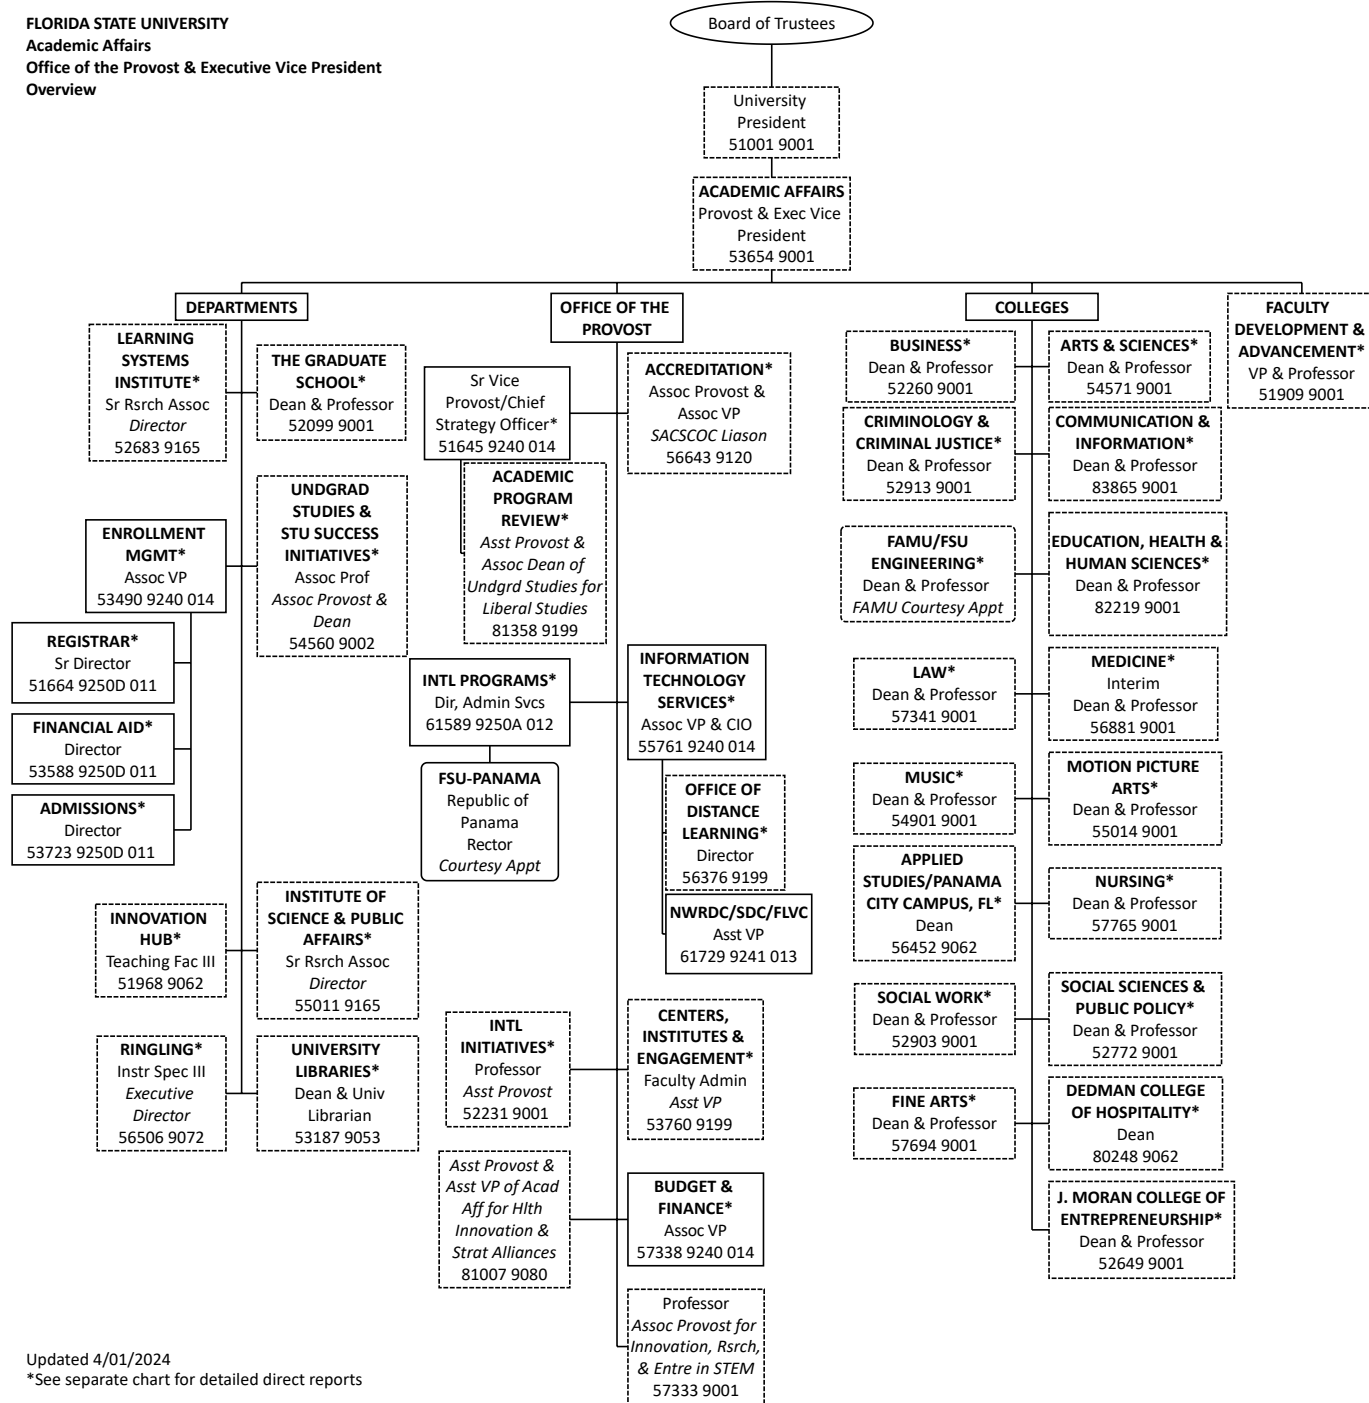 FLORIDA STATE UNIVERSITY
Academic Affairs
Office of the Provost & Executive Vice President
Overview
Board of Trustees
University
President
51001 9001
ACADEMIC AFFAIRS
Provost & Exec Vice
President
53654 9001
DEPARTMENTS
LEARNING
SYSTEMS
INSTITUTE*
Sr Rsrch Assoc
Director
52683 9165
THE GRADUATE
SCHOOL*
Dean & Professor
52099 9001
UNDGRAD
STUDIES &
STU SUCCESS
INITIATIVES*
Assoc Prof
Assoc Provost &
Dean
54560 9002
ENROLLMENT
MGMT*
Assoc VP
53490 9240 014
REGISTRAR*
Sr Director
51664 9250D 011
FINANCIAL AID*
Director
53588 9250D 011
ADMISSIONS*
Director
53723 9250D 011
INNOVATION
HUB*
Teaching Fac III
51968 9062
INSTITUTE OF
SCIENCE & PUBLIC
AFFAIRS*
Sr Rsrch Assoc
Director
55011 9165
RINGLING*
Instr Spec III
Executive
Director
56506 9072
UNIVERSITY
LIBRARIES*
Dean & Univ
Librarian
53187 9053
OFFICE OF THE
PROVOST
Sr Vice
Provost/Chief
Strategy Officer*
51645 9240 014
ACCREDITATION*
Assoc Provost &
Assoc VP
SACSCOC Liason
56643 9120
ACADEMIC
PROGRAM
REVIEW*
Asst Provost &
Assoc Dean of
Undgrd Studies for
Liberal Studies
81358 9199
INTL PROGRAMS*
Dir, Admin Svcs
61589 9250A 012
FSU-PANAMA
Republic of
Panama
Rector
Courtesy Appt
INFORMATION
TECHNOLOGY
SERVICES*
Assoc VP & CIO
55761 9240 014
OFFICE OF
DISTANCE
LEARNING*
Director
56376 9199
NWRDC/SDC/FLVC
Asst VP
61729 9241 013
INTL
INITIATIVES*
Professor
Asst Provost
52231 9001
CENTERS,
INSTITUTES &
ENGAGEMENT*
Faculty Admin
Asst VP
53760 9199
Asst Provost &
Asst VP of Acad
Aff for Hlth
Innovation &
Strat Alliances
81007 9080
BUDGET &
FINANCE*
Assoc VP
57338 9240 014
Professor
Assoc Provost for
Innovation, Rsrch,
& Entre in STEM
57333 9001
COLLEGES
BUSINESS*
Dean & Professor
52260 9001
ARTS & SCIENCES*
Dean & Professor
54571 9001
CRIMINOLOGY &
CRIMINAL JUSTICE*
Dean & Professor
52913 9001
COMMUNICATION &
INFORMATION*
Dean & Professor
83865 9001
FAMU/FSU
ENGINEERING*
Dean & Professor
FAMU Courtesy Appt
EDUCATION, HEALTH &
HUMAN SCIENCES*
Dean & Professor
82219 9001
LAW*
Dean & Professor
57341 9001
MEDICINE*
Interim
Dean & Professor
56881 9001
MUSIC*
Dean & Professor
54901 9001
MOTION PICTURE
ARTS*
Dean & Professor
55014 9001
APPLIED
STUDIES/PANAMA
CITY CAMPUS, FL*
Dean
56452 9062
NURSING*
Dean & Professor
57765 9001
SOCIAL WORK*
Dean & Professor
52903 9001
SOCIAL SCIENCES &
PUBLIC POLICY*
Dean & Professor
52772 9001
FINE ARTS*
Dean & Professor
57694 9001
DEDMAN COLLEGE
OF HOSPITALITY*
Dean
80248 9062
J. MORAN COLLEGE OF
ENTREPRENEURSHIP*
Dean & Professor
52649 9001
FACULTY
DEVELOPMENT &
ADVANCEMENT*
VP & Professor
51909 9001
Updated 4/01/2024
*See separate chart for detailed direct reports